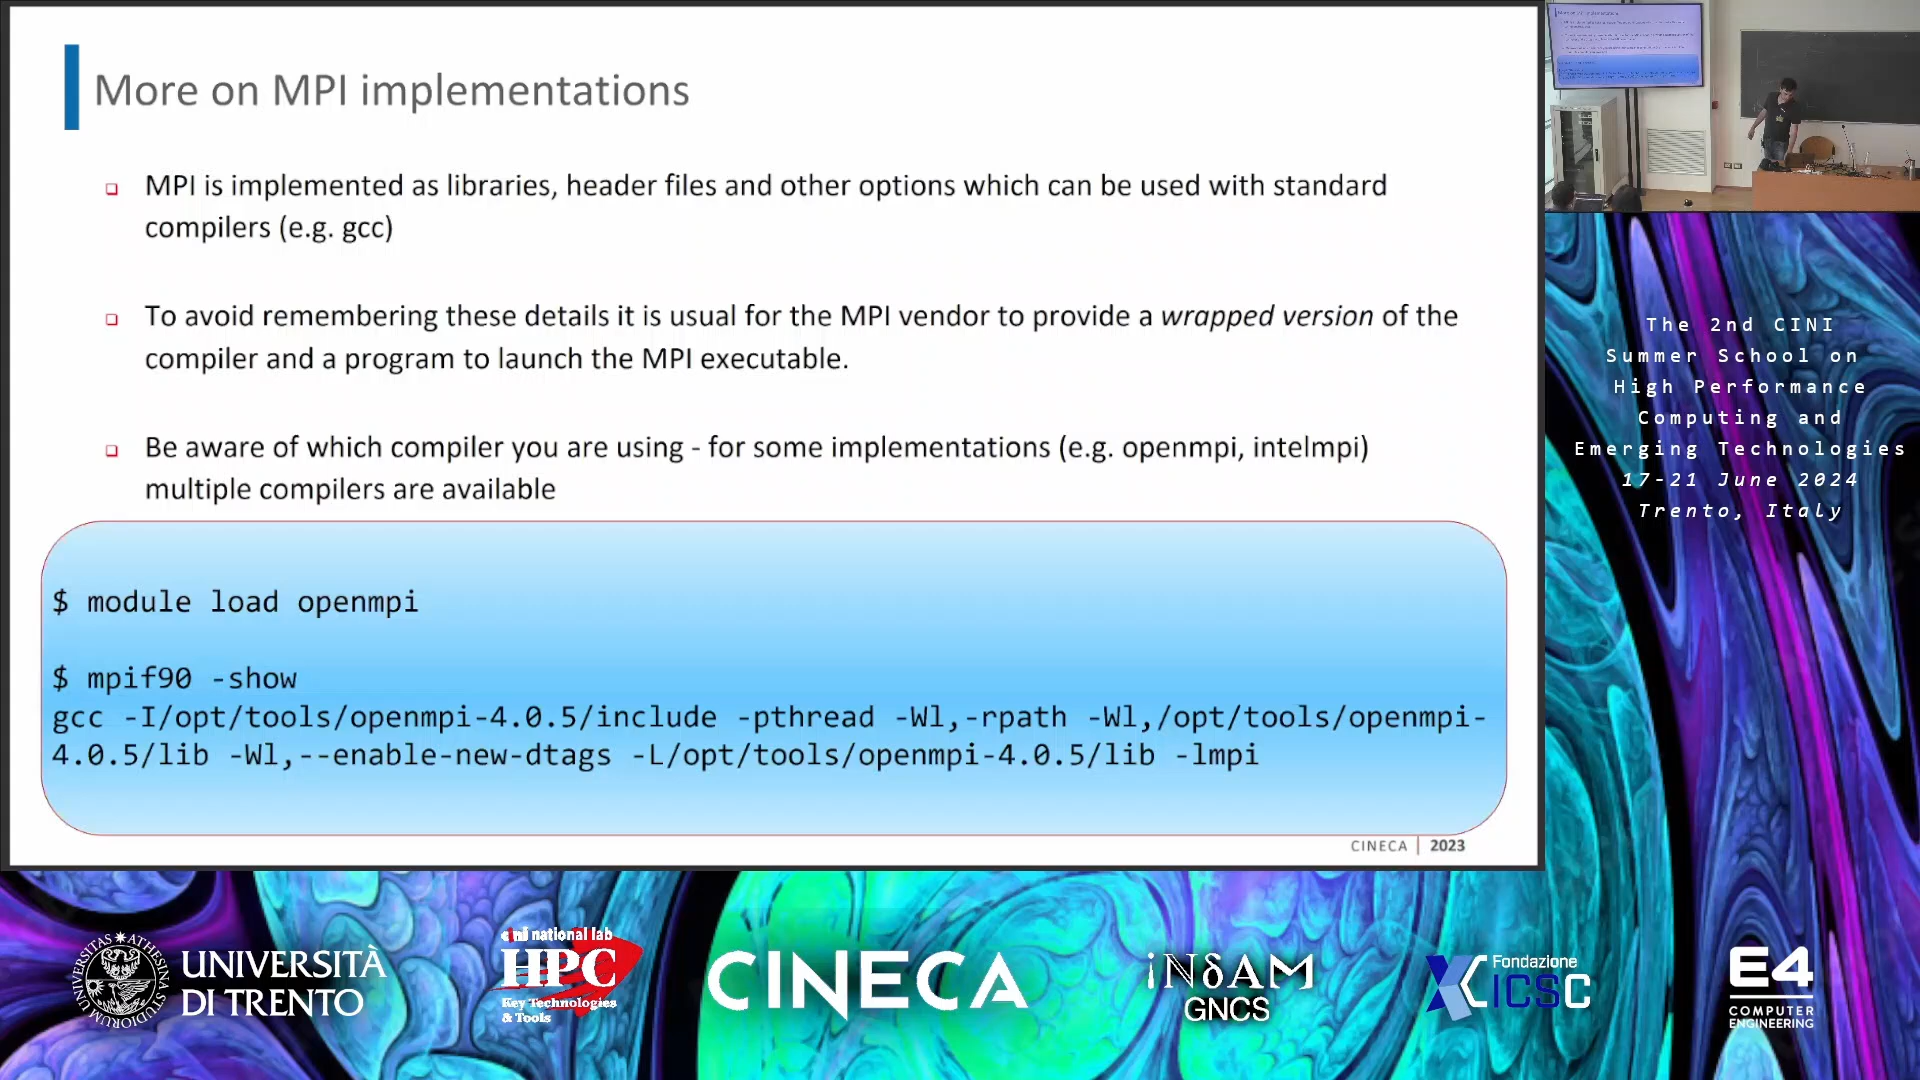 More on MPI implementations
MPI is implemented as libraries, header files and other options which can be used with standard
compilers (e.g. gcc)
To avoid remembering these details it is usual for the MPI vendor to provide a wrapped version of the
compiler and a program to launch the MPI executable.
Be aware of which compiler you are using - for some implementations (e.g. openmpi, intelmpi)
multiple compilers are available
$ module load openmpi
$ mpif90 -show
gcc -I/opt/tools/openmpi-4.0.5/include -pthread -Wl,-rpath -Wl,/opt/tools/openmpi-
4.0.5/lib -Wl,--enable-new-dtags -L/opt/tools/openmpi-4.0.5/lib -lmpi
CINECA | 2023
The 2nd CINI
Summer School on
High Performance
Computing and
Emerging Technologies
17-21 June 2024
Trento, Italy
UNIVERSITÀ
DI TRENTO
cini national lab
HPC
Key Technologies
& Tools
CINECA
iNδAM
GNCS
Fondazione
ICSC
E4
COMPUTER
ENGINEERING